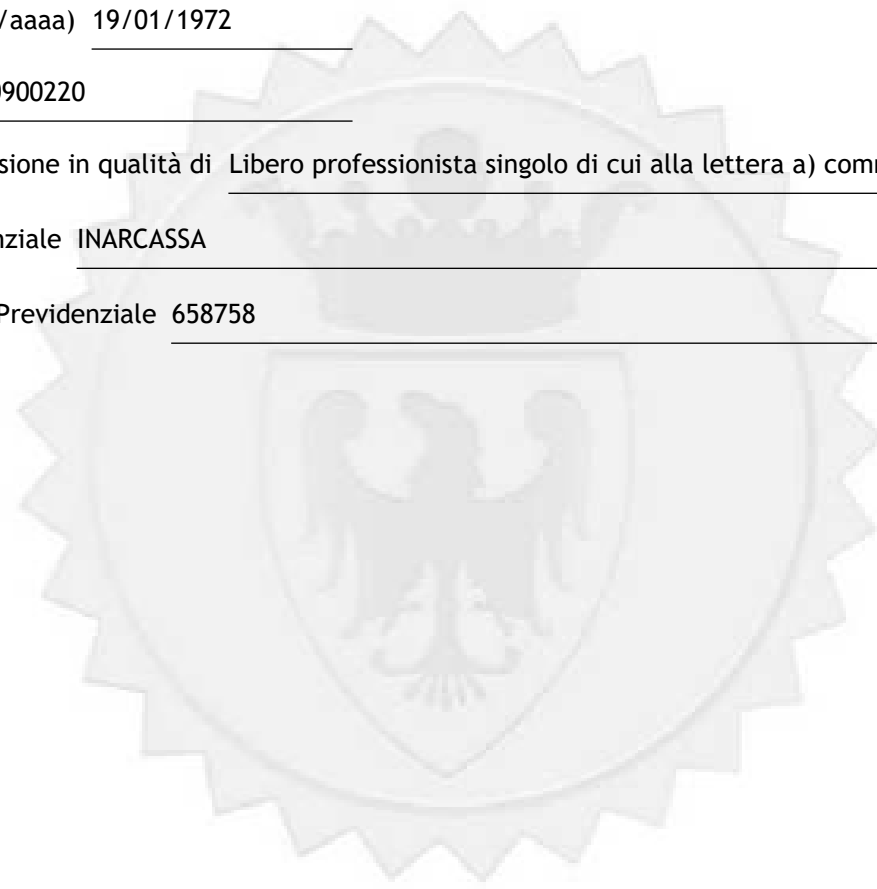 /aaaa) 19/01/1972
900220
sione in qualità di Libero professionista singolo di cui alla lettera a) com
nziale INARCASSA
Previdenziale 658758